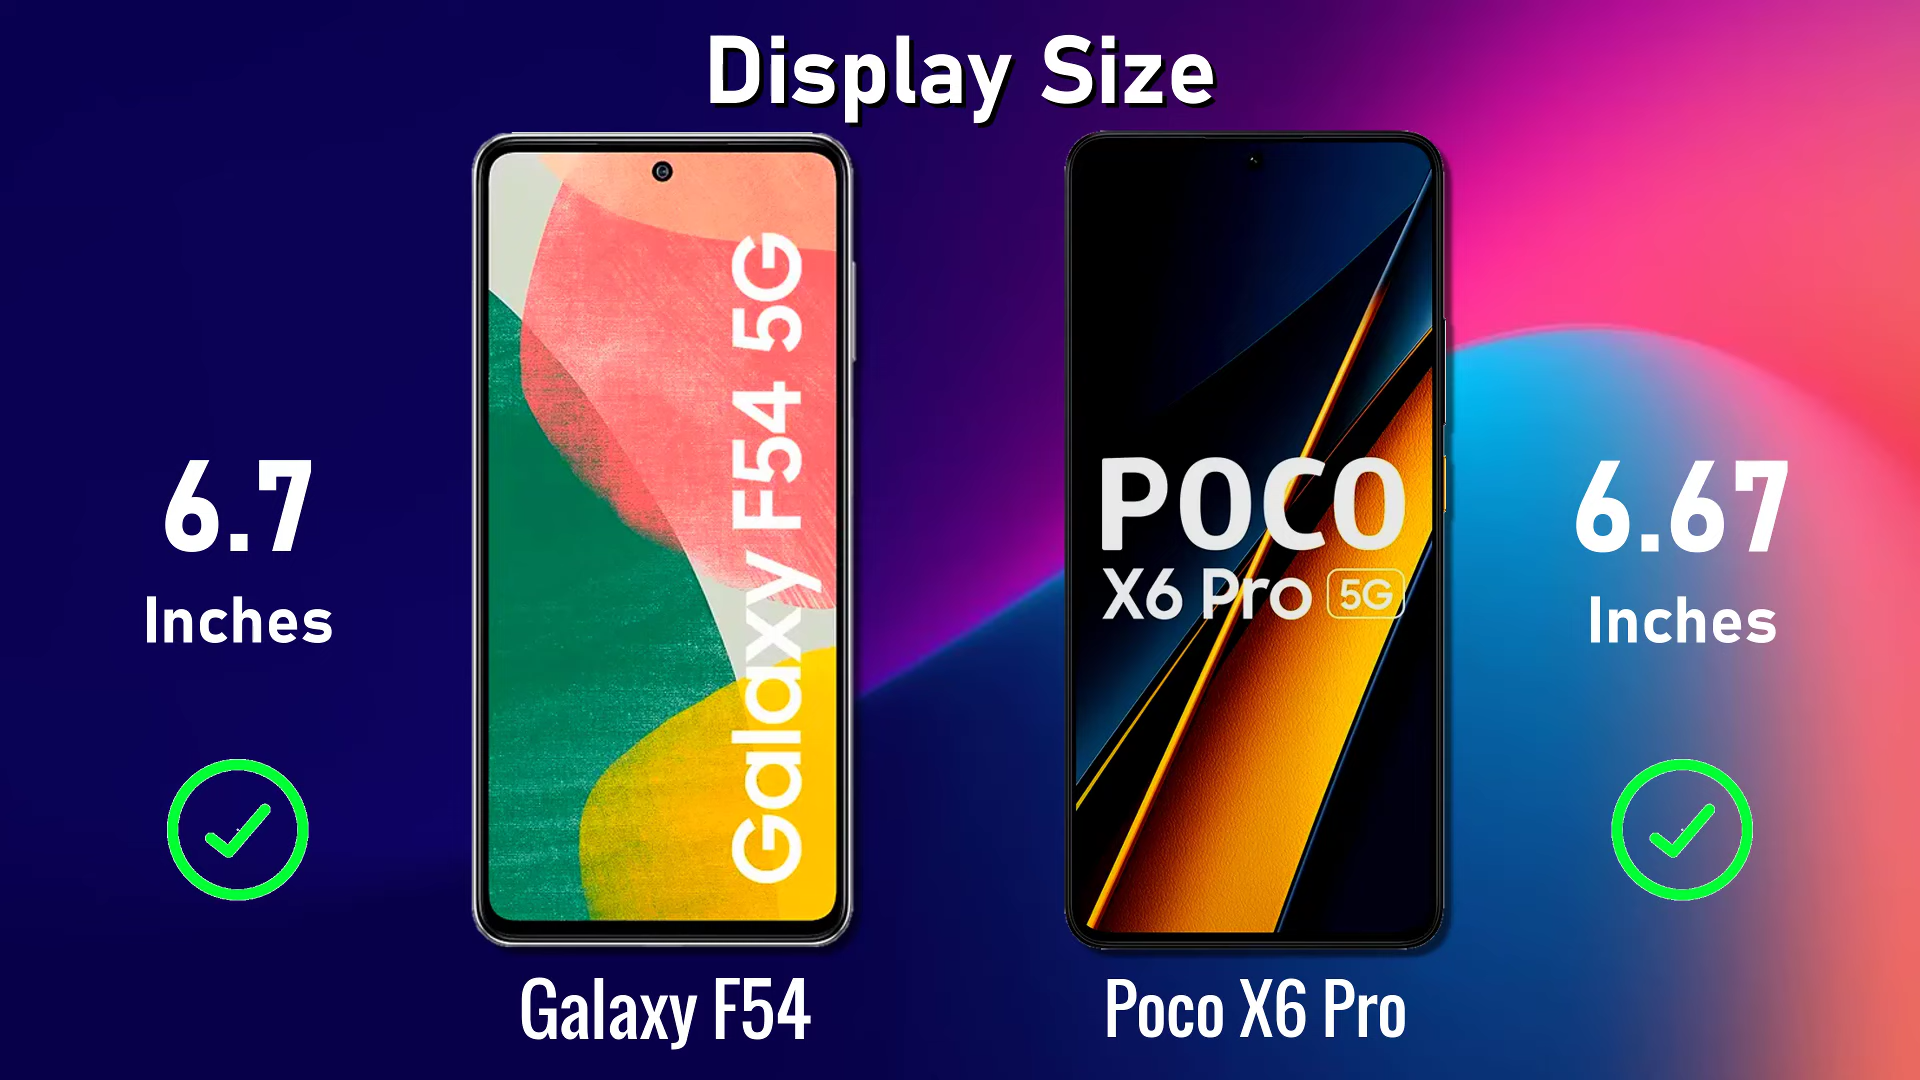 Display Size
6.7
Inches
Galaxy F54 5G
POCO
X6 Pro 5G
6.67
Inches
Galaxy F54
Poco X6 Pro